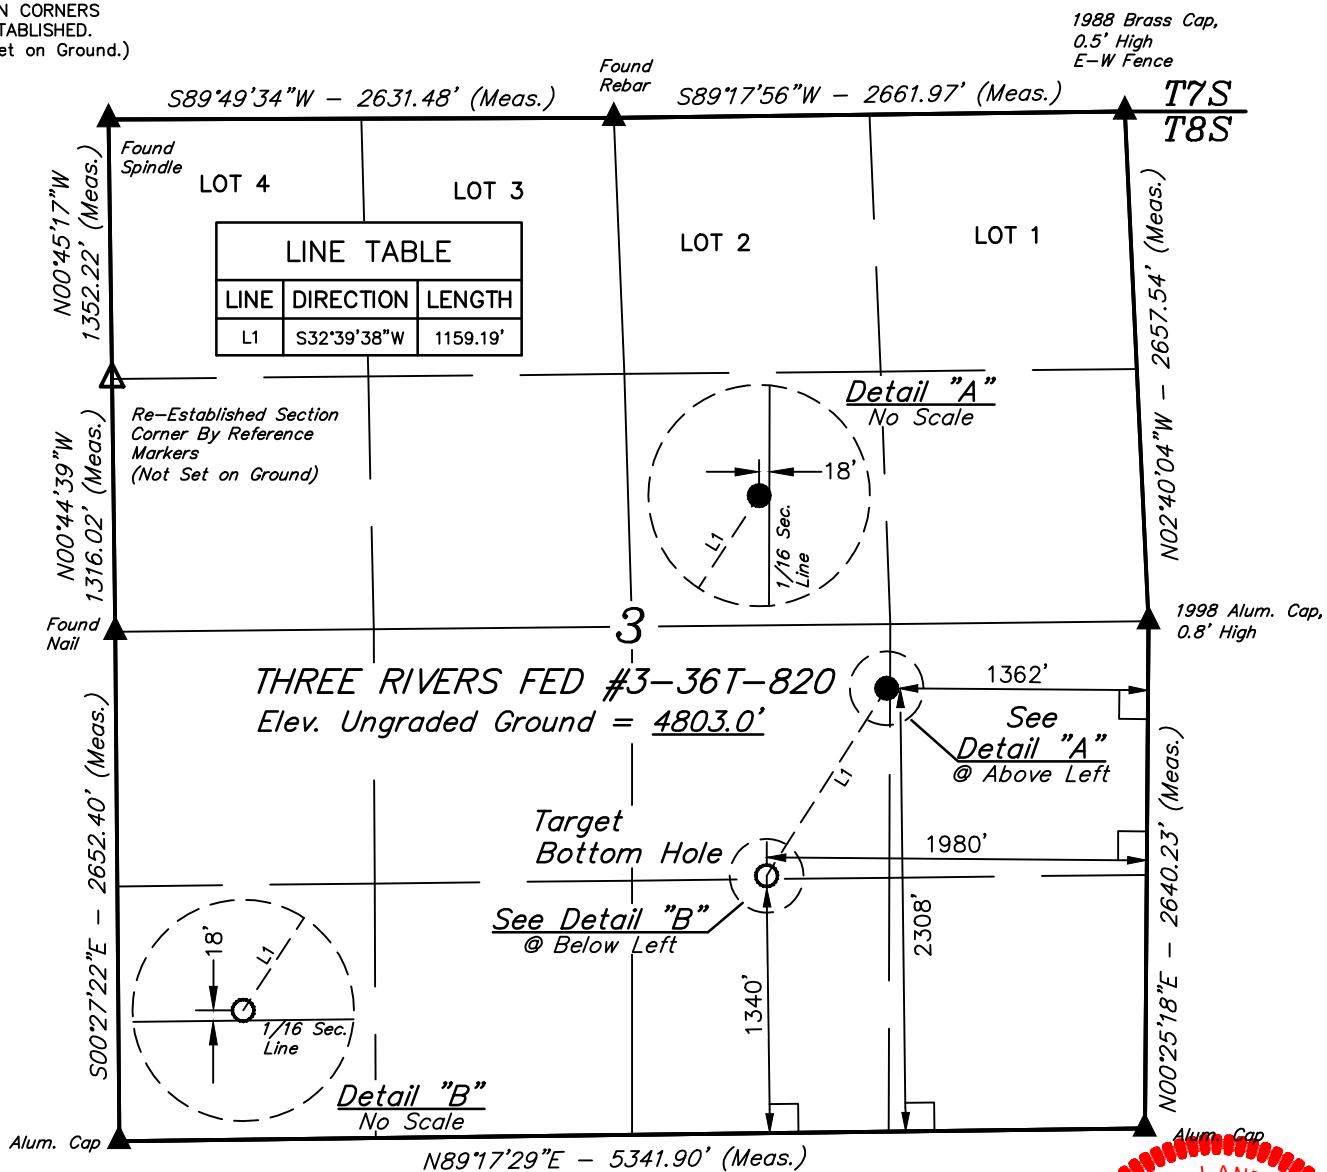 N CORNERS
TABLISHED.
et on Ground.)
1988 Brass Cap,
0.5' High
E-W Fence
Found
Rebar
S89°49'34"W - 2631.48' (Meas.)
S89°17'56"W - 2661.97' (Meas.)
T7S
T8S
Found
Spindle
N00°45'17"W
1352.22' (Meas.)
LOT 4
LOT 3
LOT 2
LOT 1
LINE TABLE
LINE DIRECTION LENGTH
L1 S32°39'38"W 1159.19'
N02°40'04"W - 2657.54' (Meas.)
Detail "A"
No Scale
Re-Established Section
Corner By Reference
Markers
(Not Set on Ground)
18'
L1
1/16 Sec.
Line
N00°44'39"W
1316.02' (Meas.)
Found
Nail
3
1998 Alum. Cap,
0.8' High
THREE RIVERS FED #3-36T-820
Elev. Ungraded Ground = 4803.0'
1362'
See
Detail "A"
@ Above Left
L1
Target
Bottom Hole
1980'
See Detail "B"
@ Below Left
2308'
1340'
S00°27'22"E - 2652.40' (Meas.)
N00°25'18"E - 2640.23' (Meas.)
18'
L1
1/16 Sec.
Line
Detail "B"
No Scale
Alum. Cap
Alum. Cap
N89°17'29"E - 5341.90' (Meas.)
LAND